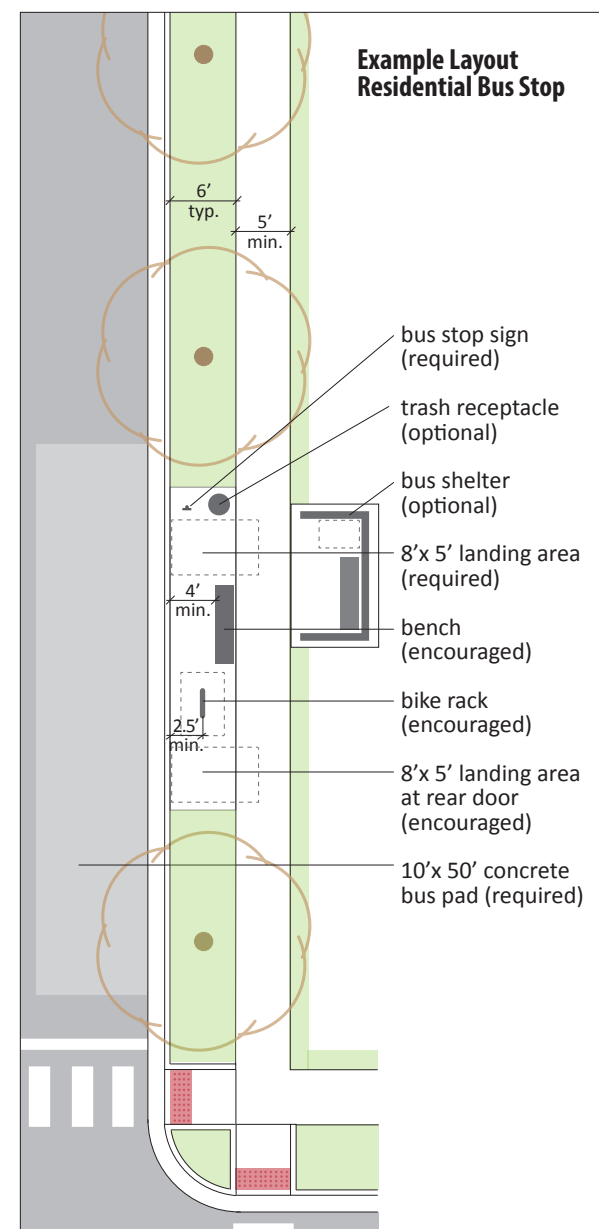 Example Layout
Residential Bus Stop
6’
typ.
5’
min.
bus stop sign
(required)
trash receptacle
(optional)
bus shelter
(optional)
8’x 5’ landing area
(required)
4’
min.
bench
(encouraged)
bike rack
(encouraged)
2.5’
min.
8’x 5’ landing area
at rear door
(encouraged)
10’x 50’ concrete
bus pad (required)